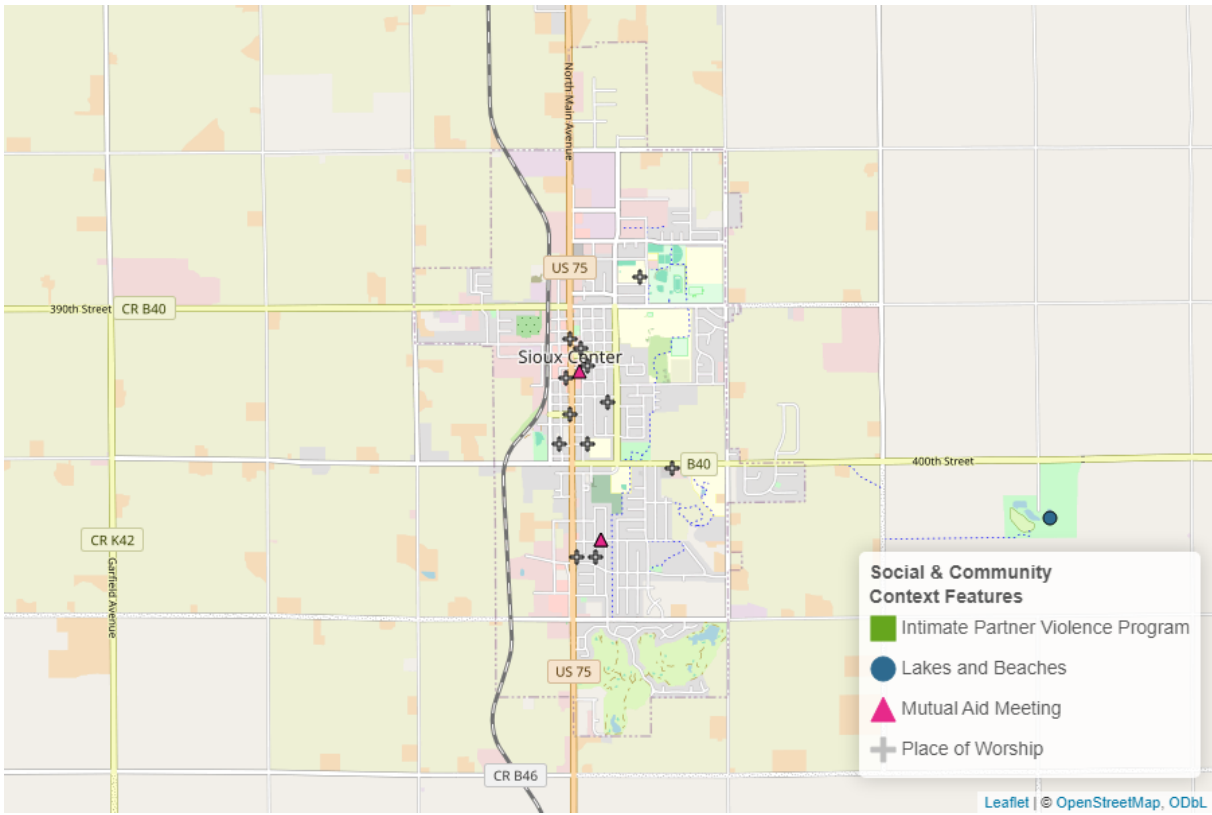 North Main Avenue
US 75
390th Street
CR B40
Sioux Center
B40
400th Street
CR K42
Garfield Avenue
US 75
CR B46
Social & Community
Context Features
Intimate Partner Violence Program
Lakes and Beaches
Mutual Aid Meeting
Place of Worship
Leaflet | © OpenStreetMap, ODbL